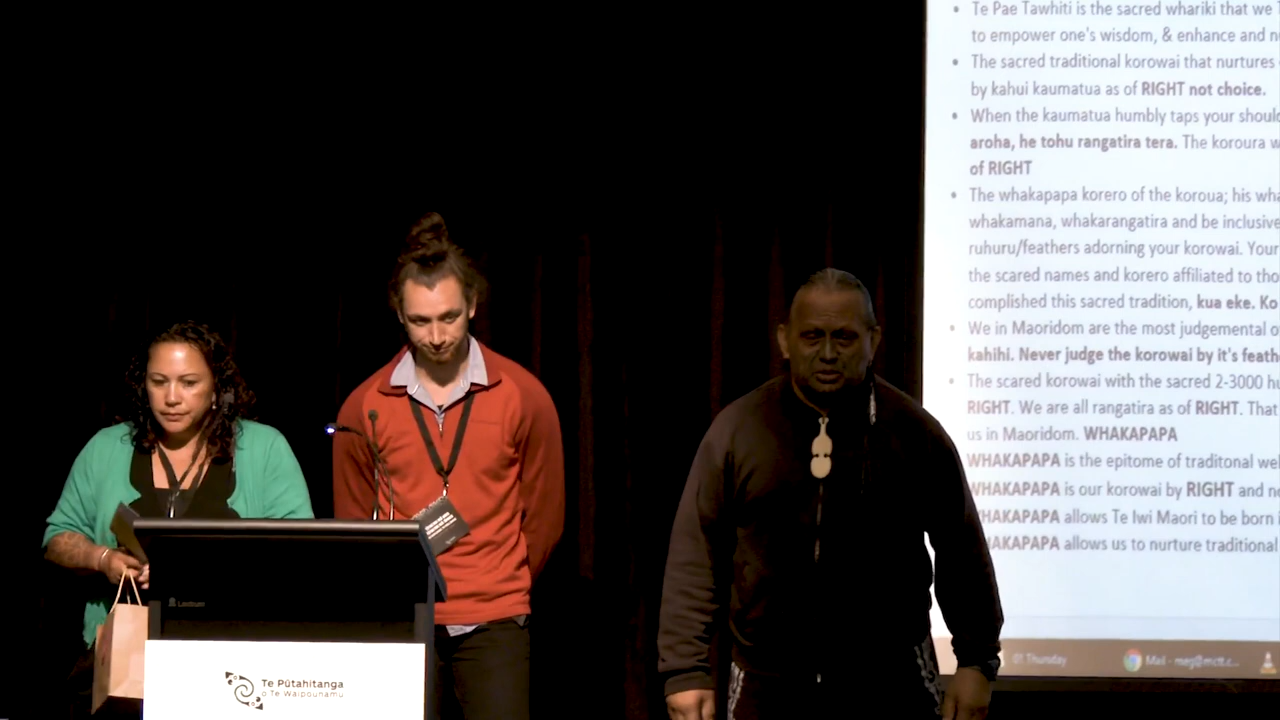 Te Pae Tawhiti is the sacred whariki that we
to empower one's wisdom, & enhance and
The sacred traditional korowai that nurtures
by kahui kaumatua as of RIGHT not choice.
When the kaumatua humbly taps your
aroha, he tohu rangatira tera. The koroura
of RIGHT
The whakapapa korero of the koroua; his
whakamana, whakarangatira and be inclusive
ruhuru/feathers adorning your korowai. Your
the scared names and korero affiliated to
complished this sacred tradition, kua eke. Ko
We in Maoridom are the most judgemental
kahihi. Never judge the korowai by it's
The scared korowai with the sacred 2-3000
RIGHT. We are all rangatira as of RIGHT. That
us in Maoridom. WHAKAPAPA
WHAKAPAPA is the epitome of traditonal
WHAKAPAPA is our korowai by RIGHT and
WHAKAPAPA allows Te Iwi Maori to be born
WHAKAPAPA allows us to nurture traditional
01 Thursday
Mail - mag@mctt.c...
Lectrum
Te Pūtahitanga
o Te Waipounamu